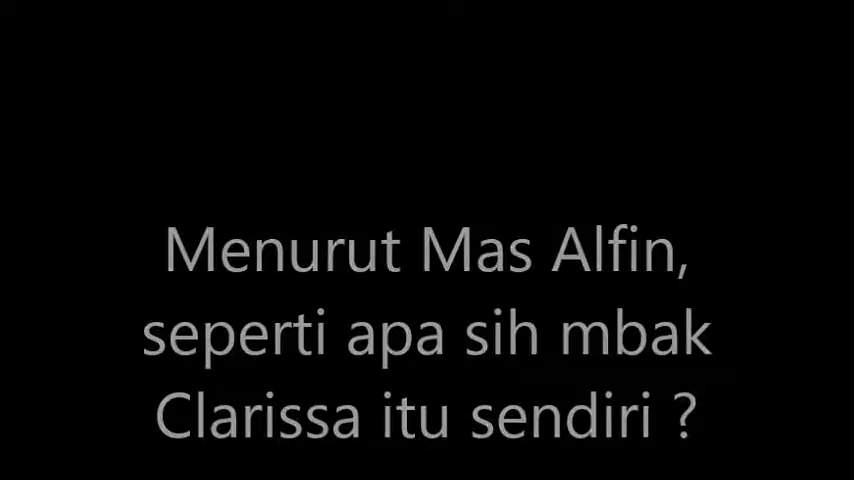 Menurut Mas Alfin,
seperti apa sih mbak
Clarissa itu sendiri ?